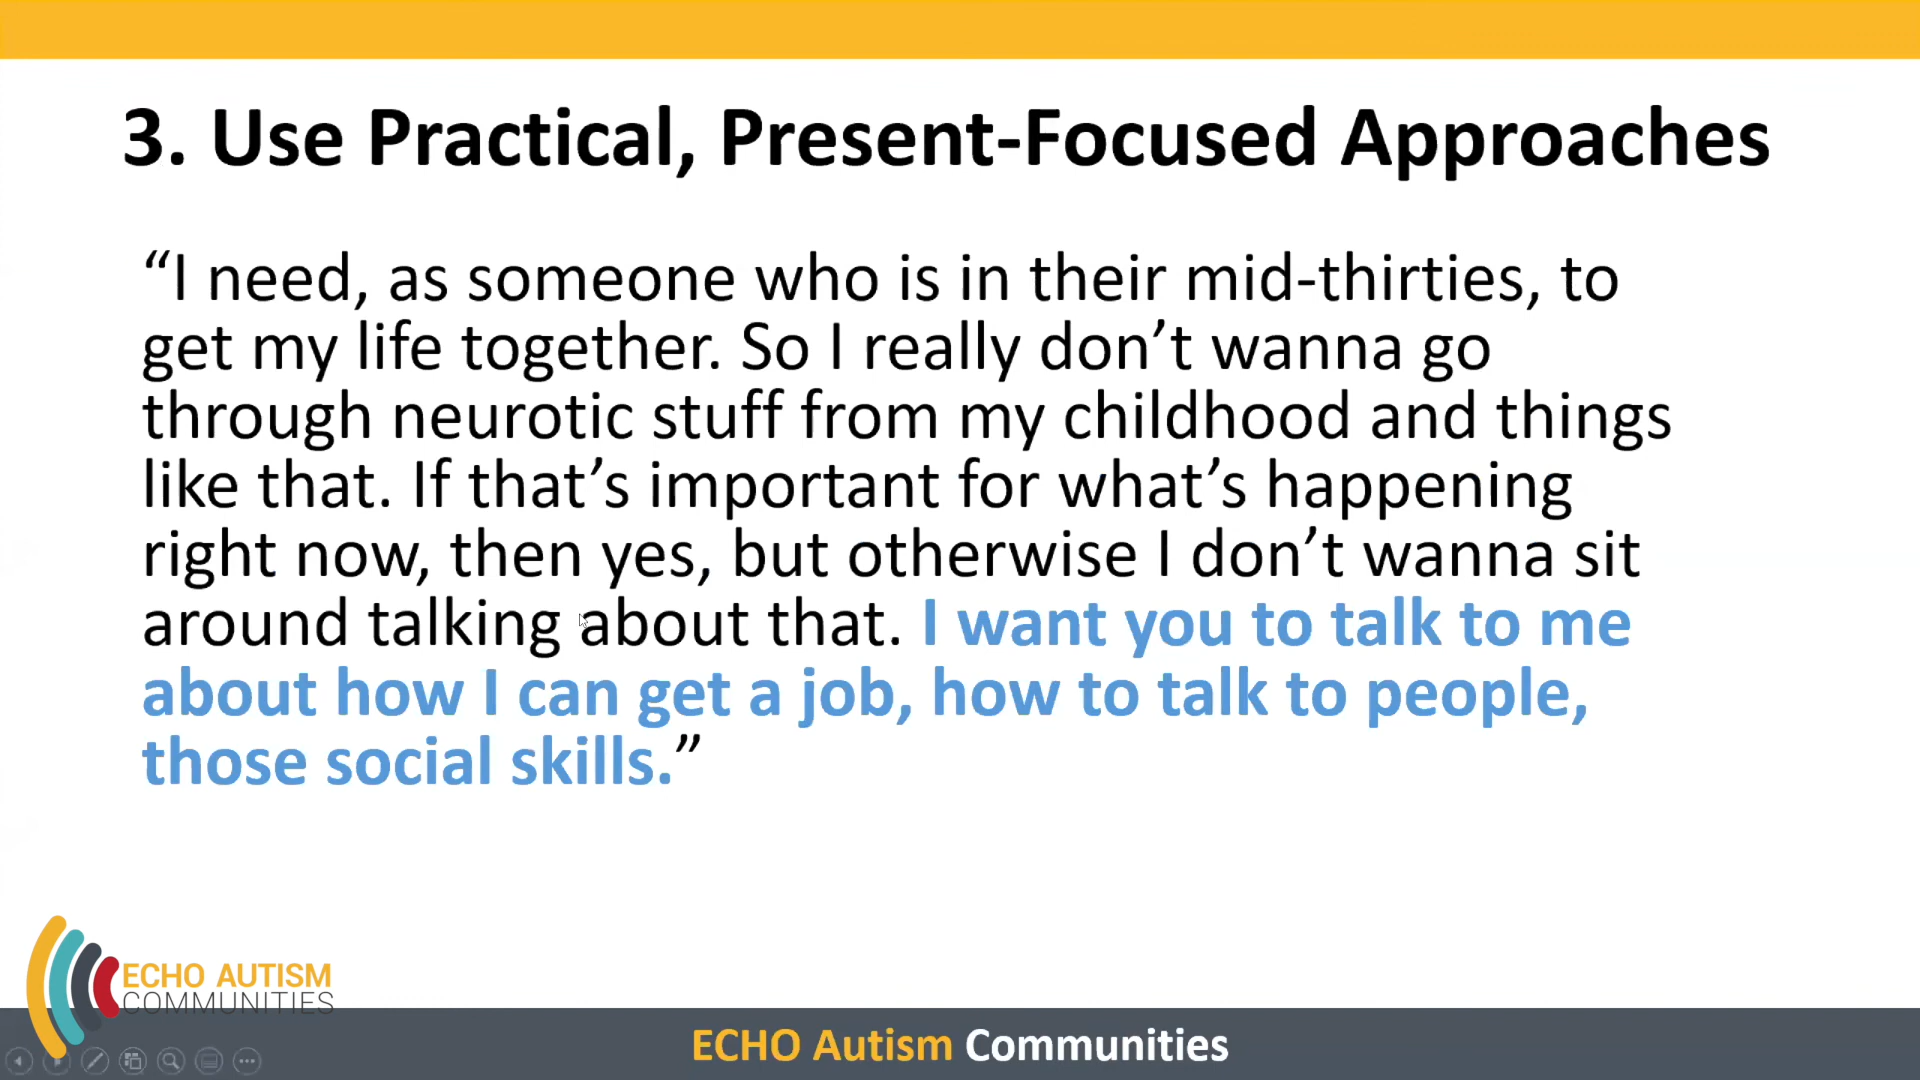 3. Use Practical, Present-Focused Approaches
“I need, as someone who is in their mid-thirties, to
get my life together. So I really don’t wanna go
through neurotic stuff from my childhood and things
like that. If that’s important for what’s happening
right now, then yes, but otherwise I don’t wanna sit
around talking about that. I want you to talk to me
about how I can get a job, how to talk to people,
those social skills.”
ECHO AUTISM
COMMUNITIES
ECHO Autism Communities